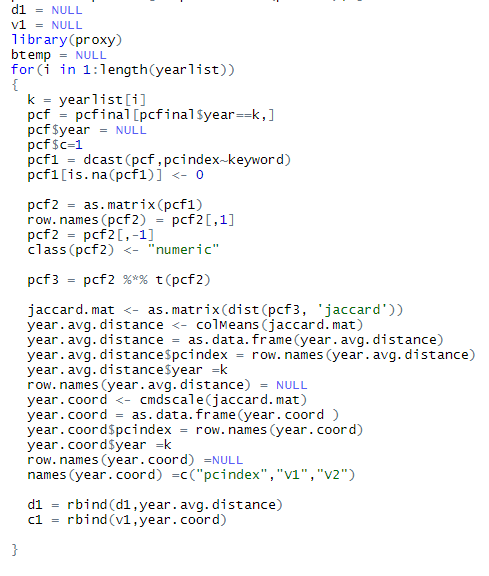 d1 = NULL
v1 = NULL
library(proxy)
btemp = NULL
for(i in 1:length(yearlist))
{
  k = yearlist[i]
  pcf = pcfinal[pcfinal$year==k,]
  pcf$year = NULL
  pcf$c=1
  pcf1 = dcast(pcf,pcindex~keyword)
  pcf1[is.na(pcf1)] <- 0
  pcf2 = as.matrix(pcf1)
  row.names(pcf2) = pcf2[,1]
  pcf2 = pcf2[,-1]
  class(pcf2) <- "numeric"
  pcf3 = pcf2 %*% t(pcf2)
  jaccard.mat <- as.matrix(dist(pcf3, 'jaccard'))
  year.avg.distance <- colMeans(jaccard.mat)
  year.avg.distance = as.data.frame(year.avg.distance)
  year.avg.distance$pcindex = row.names(year.avg.distance)
  year.avg.distance$year =k
  row.names(year.avg.distance) = NULL
  year.coord <- cmdscale(jaccard.mat)
  year.coord = as.data.frame(year.coord )
  year.coord$pcindex = row.names(year.coord)
  year.coord$year =k
  row.names(year.coord) =NULL
  names(year.coord) =c("pcindex","V1","V2")
  d1 = rbind(d1,year.avg.distance)
  c1 = rbind(v1,year.coord)
}